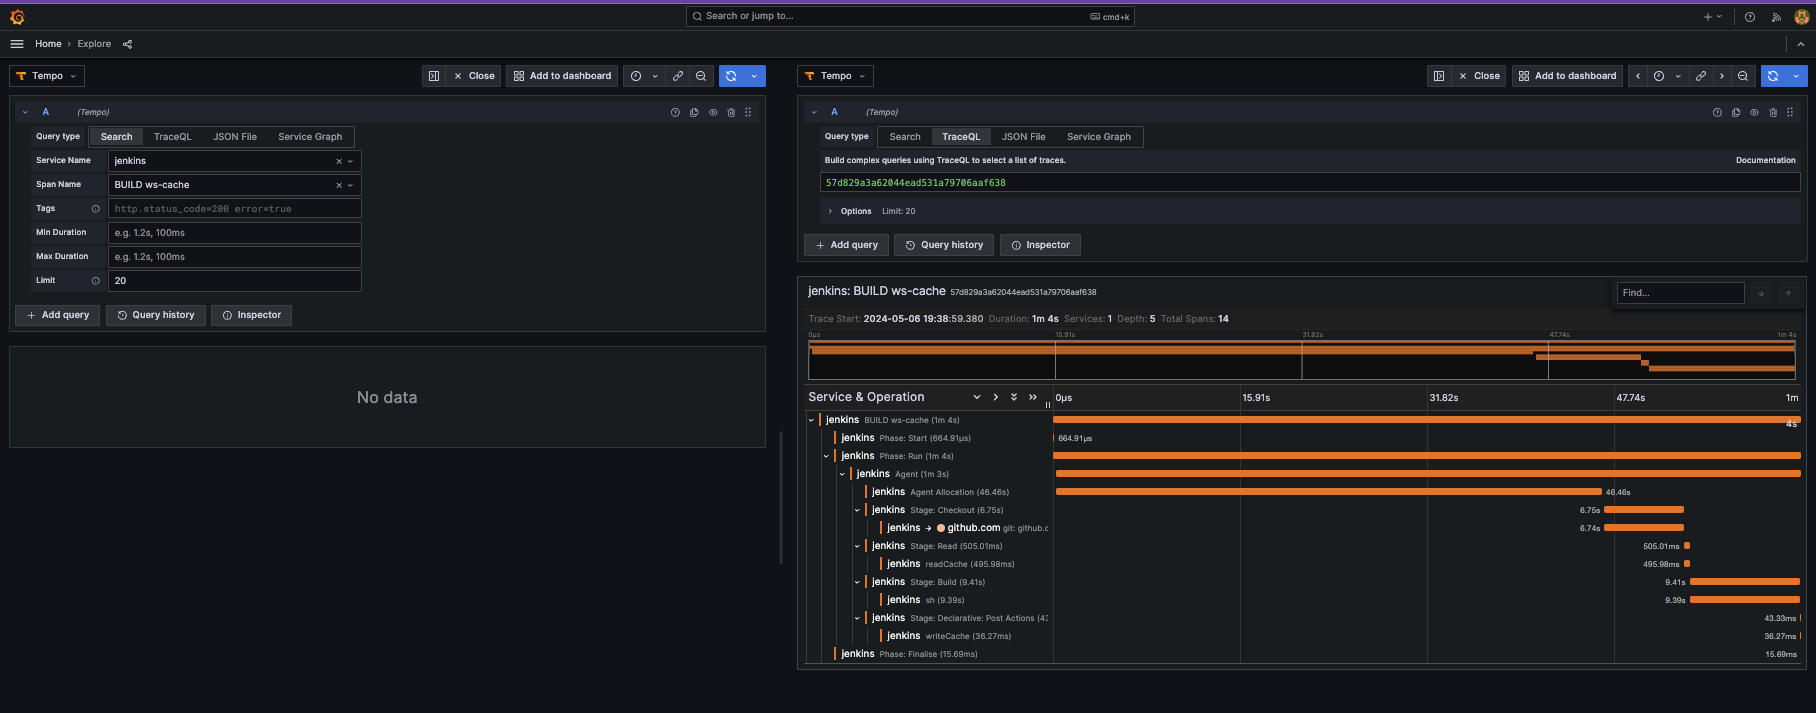 Search or jump to...
cmd+k
Home › Explore
Tempo
Close
Add to dashboard
A (Tempo)
Query type Search TraceQL JSON File Service Graph
Service Name jenkins
Span Name BUILD ws-cache
Tags http.status_code=200 error=true
Min Duration e.g. 1.2s, 100ms
Max Duration e.g. 1.2s, 100ms
Limit 20
+ Add query Query history Inspector
No data
Tempo
Close
Add to dashboard
A (Tempo)
Query type Search TraceQL JSON File Service Graph
Build complex queries using TraceQL to select a list of traces. Documentation
57d829a3a62044ead531a79706aaf638
Options Limit: 20
+ Add query Query history Inspector
jenkins: BUILD ws-cache 57d829a3a62044ead531a79706aaf638
Find...
Trace Start: 2024-05-06 19:38:59.380 Duration: 1m 4s Services: 1 Depth: 5 Total Spans: 14
0μs 15.91s 31.82s 47.74s 1m 4s
Service & Operation 0μs 15.91s 31.82s 47.74s 1m
4s
jenkins BUILD ws-cache (1m 4s)
jenkins Phase: Start (664.91μs) 664.91μs
jenkins Phase: Run (1m 4s)
jenkins Agent (1m 3s)
jenkins Agent Allocation (46.46s) 46.46s
jenkins Stage: Checkout (6.75s) 6.75s
jenkins → github.com git: github.c 6.74s
jenkins Stage: Read (505.01ms) 505.01ms
jenkins readCache (495.98ms) 495.98ms
jenkins Stage: Build (9.41s) 9.41s
jenkins sh (9.39s) 9.39s
jenkins Stage: Declarative: Post Actions (43 43.33ms
jenkins writeCache (36.27ms) 36.27ms
jenkins Phase: Finalise (15.69ms) 15.69ms